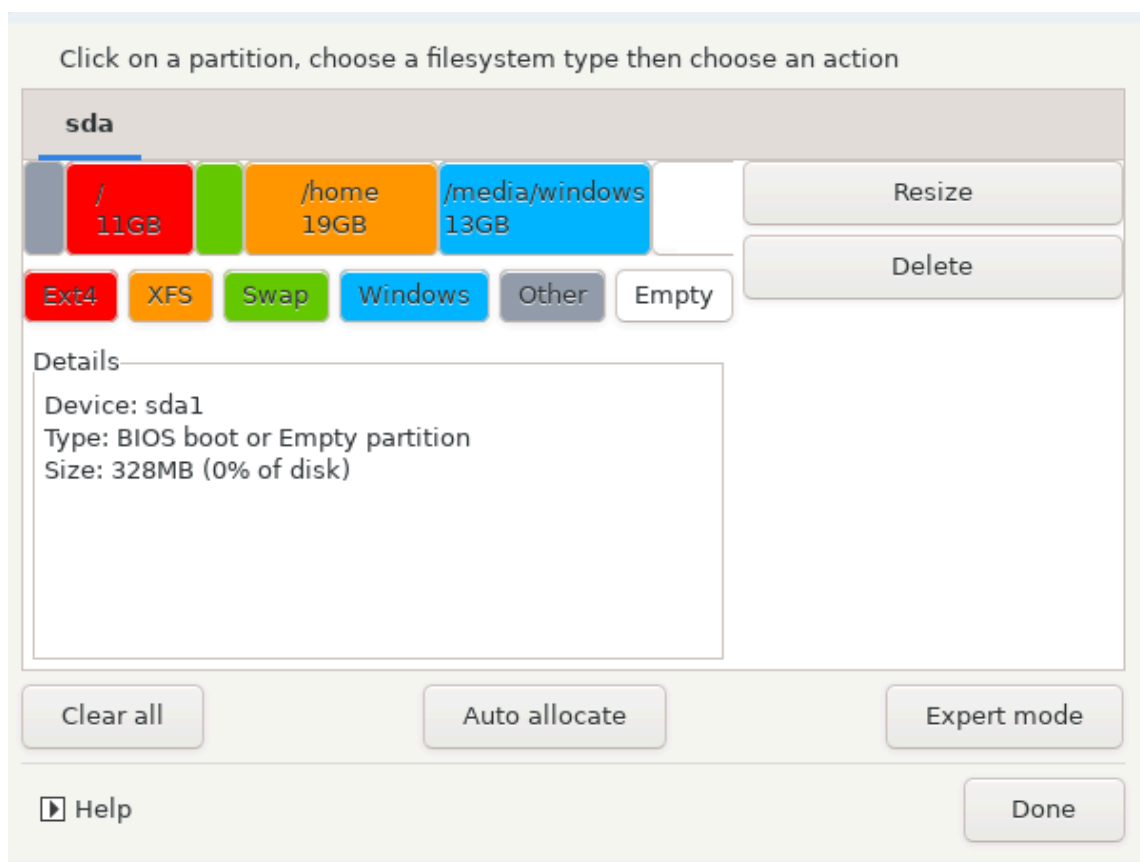 Click on a partition, choose a filesystem type then choose an action
sda
/
11GB
/home
19GB
/media/windows
13GB
Resize
Delete
Ext4
XFS
Swap
Windows
Other
Empty
Details
Device: sda1
Type: BIOS boot or Empty partition
Size: 328MB (0% of disk)
Clear all
Auto allocate
Expert mode
Help
Done